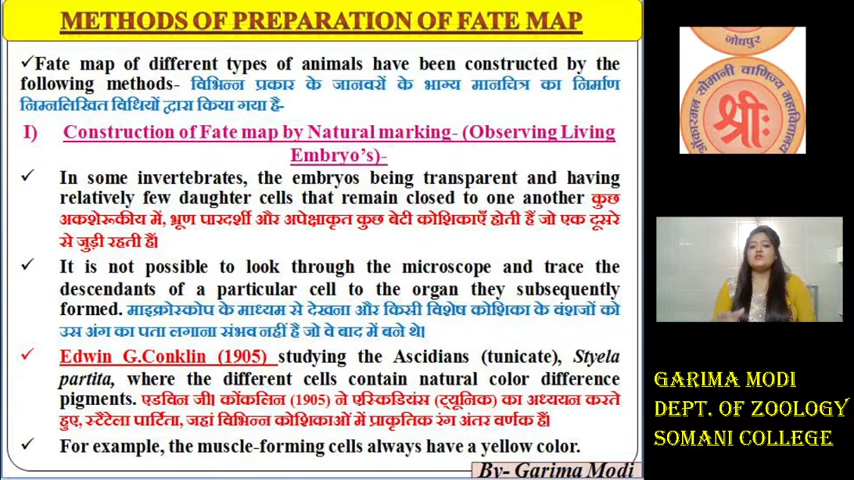 METHODS OF PREPARATION OF FATE MAP
✓Fate map of different types of animals have been constructed by the
following methods- विभिन्न प्रकार के जानवरों के भाग्य मानचित्र का निर्माण
निम्नलिखित विधियों द्वारा किया गया है-
I) Construction of Fate map by Natural marking- (Observing Living
Embryo's)-
✓ In some invertebrates, the embryos being transparent and having
relatively few daughter cells that remain closed to one another कुछ
अकशेरूकीय में, भ्रूण पारदर्शी और अपेक्षाकृत कुछ बेटी कोशिकाएँ होती हैं जो एक दूसरे
से जुड़ी रहती हैं।
✓ It is not possible to look through the microscope and trace the
descendants of a particular cell to the organ they subsequently
formed. माइक्रोस्कोप के माध्यम से देखना और किसी विशेष कोशिका के वंशजों को
उस अंग का पता लगाना संभव नहीं है जो वे बाद में बने थे।
✓ Edwin G.Conklin (1905) studying the Ascidians (tunicate), Styela
partita, where the different cells contain natural color difference
pigments. एडविन जी। कोंकलिन (1905) ने एस्किडियंस (ट्यूनिक) का अध्ययन करते
हुए, स्टैटेला पार्टिता, जहां विभिन्न कोशिकाओं में प्राकृतिक रंग अंतर वर्णक हैं।
✓ For example, the muscle-forming cells always have a yellow color.
By- Garima Modi
जोधपुर
सोमानी वाणिज्य महाविद्यालय
श्रीः
GARIMA MODI
DEPT. OF ZOOLOGY
SOMANI COLLEGE